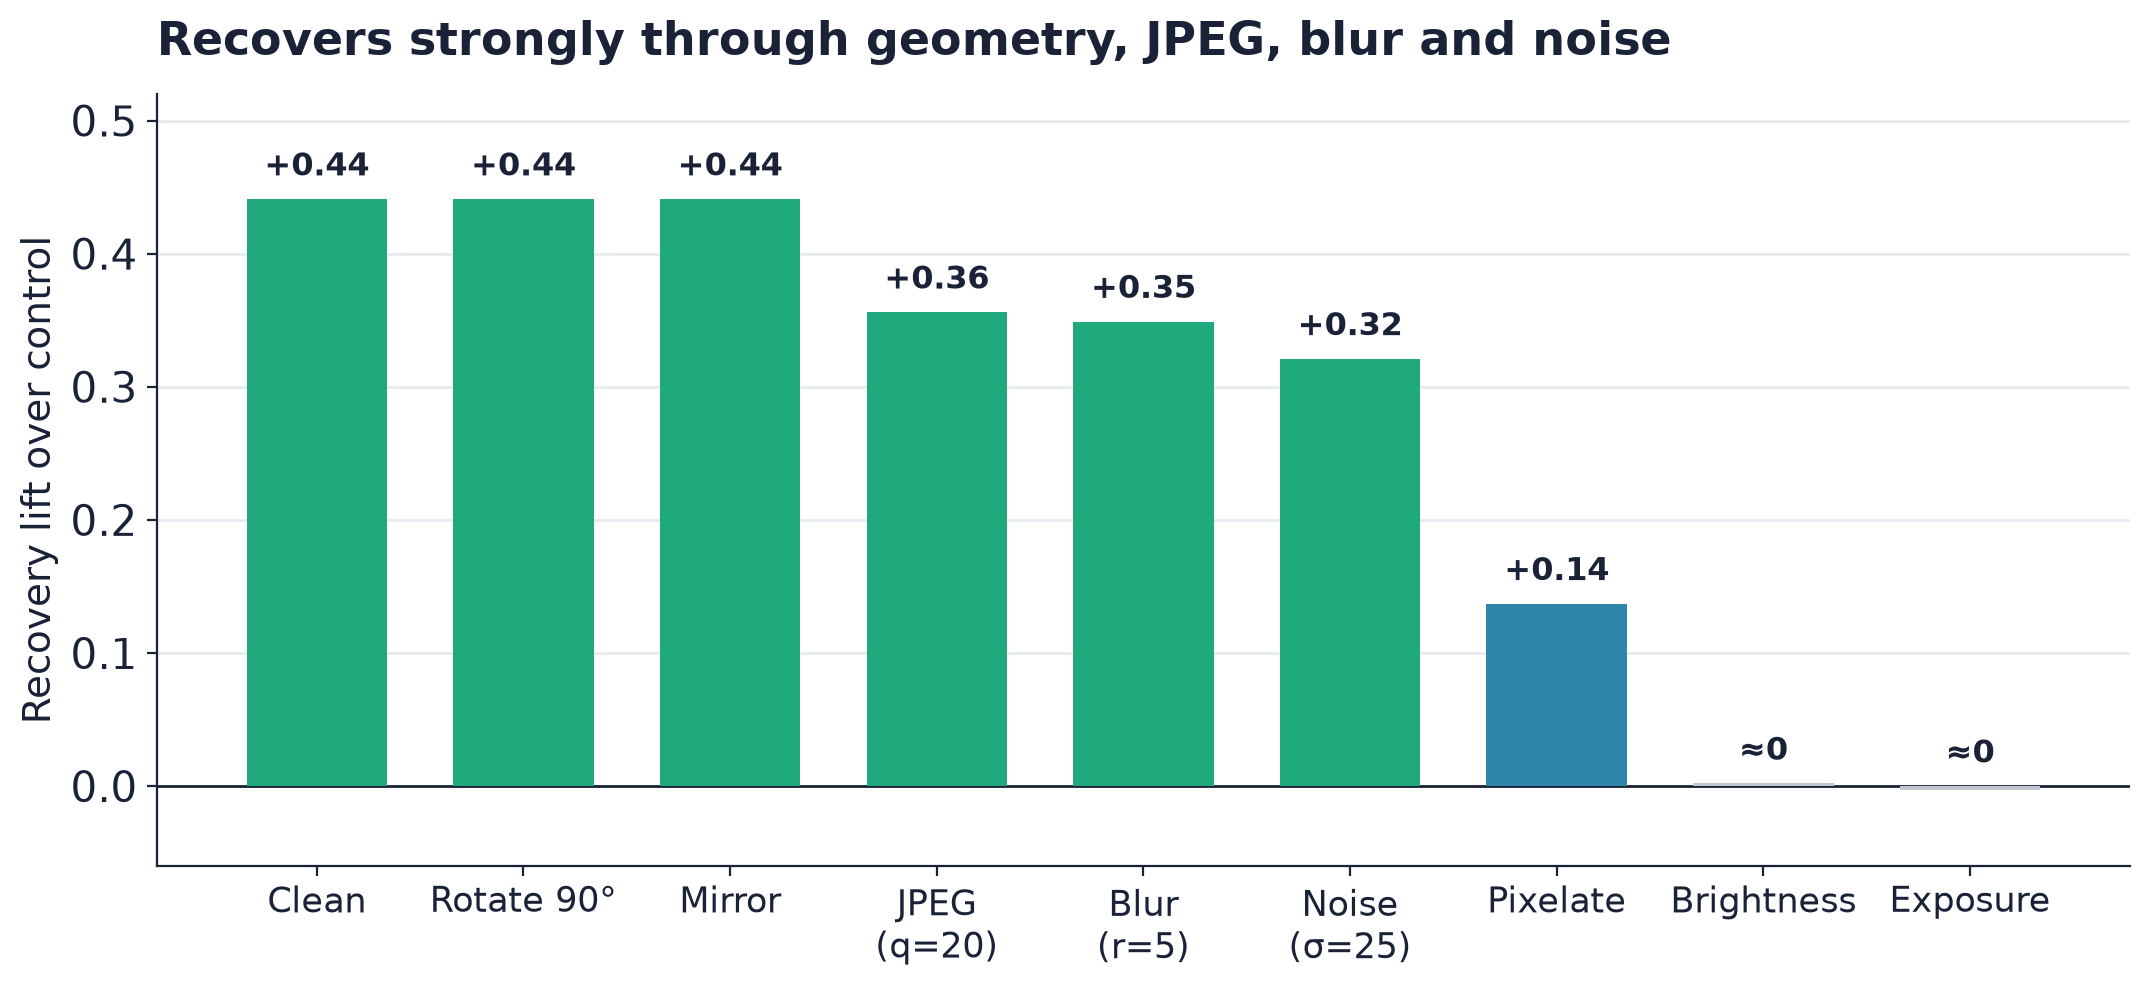 Recovers strongly through geometry, JPEG, blur and noise
Recovery lift over control
0.5
0.4
0.3
0.2
0.1
0.0
+0.44
+0.44
+0.44
+0.36
+0.35
+0.32
+0.14
≈0
≈0
Clean
Rotate 90°
Mirror
JPEG
(q=20)
Blur
(r=5)
Noise
(σ=25)
Pixelate
Brightness
Exposure